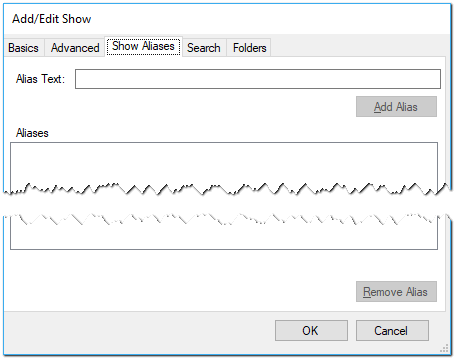 Add/Edit Show
Basics Advanced Show Aliases Search Folders
Alias Text:
Add Alias
Aliases
Remove Alias
OK Cancel